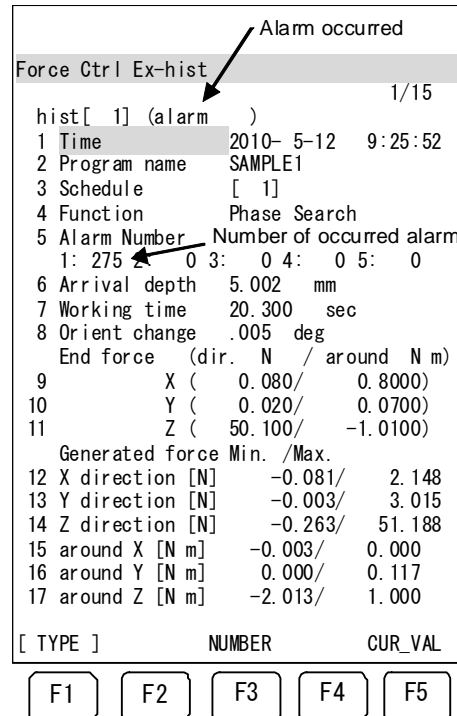 Alarm occurred
Force Ctrl Ex-hist
1/15
hist[ 1] (alarm )
1 Time 2010- 5-12 9:25:52
2 Program name SAMPLE1
3 Schedule [ 1]
4 Function Phase Search
5 Alarm Number Number of occurred alarm
1: 275 2: 0 3: 0 4: 0 5: 0
6 Arrival depth 5.002 mm
7 Working time 20.300 sec
8 Orient change .005 deg
End force (dir. N / around N m)
9 X ( 0.080/ 0.8000)
10 Y ( 0.020/ 0.0700)
11 Z ( 50.100/ -1.0100)
Generated force Min. /Max.
12 X direction [N] -0.081/ 2.148
13 Y direction [N] -0.003/ 3.015
14 Z direction [N] -0.263/ 51.188
15 around X [N m] -0.003/ 0.000
16 around Y [N m] 0.000/ 0.117
17 around Z [N m] -2.013/ 1.000
[ TYPE ] NUMBER CUR_VAL
F1 F2 F3 F4 F5